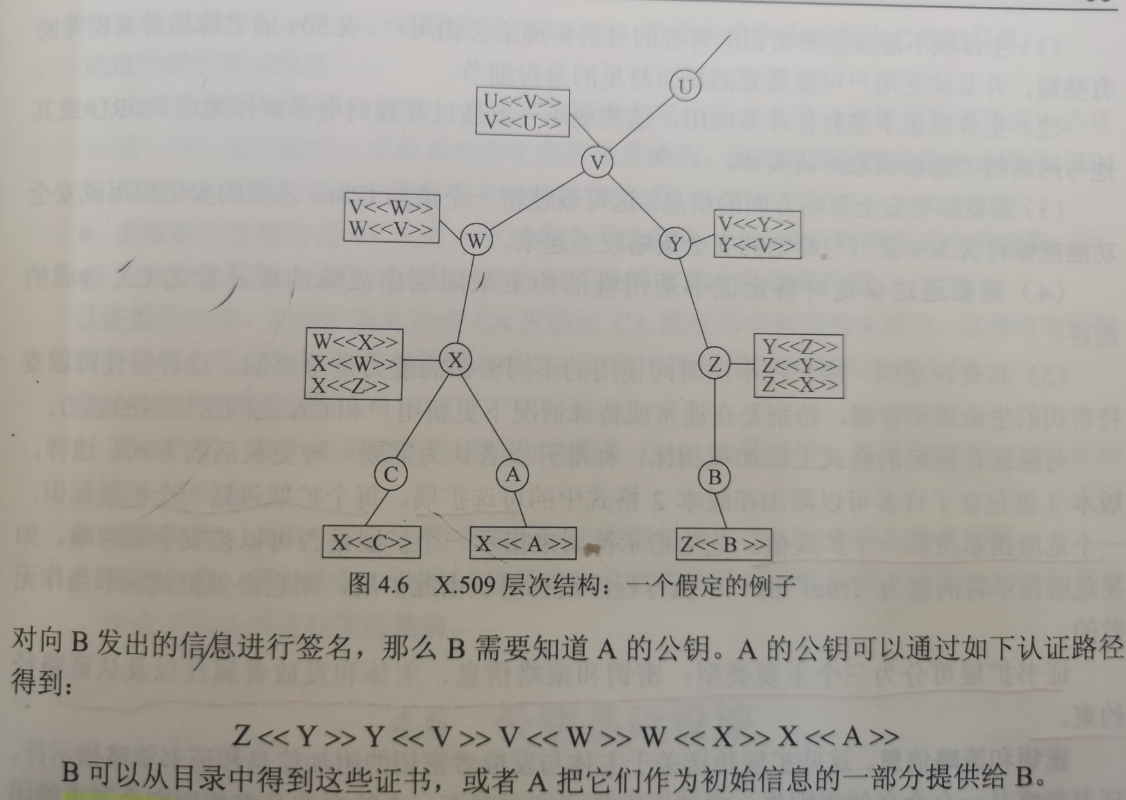 U
U<<V>>
V<<U>>
V
V<<W>>
W<<V>>
W
Y
V<<Y>>
Y<<V>>
W<<X>>
X<<W>>
X<<Z>>
X
Z
Y<<Z>>
Z<<Y>>
Z<<X>>
C
A
B
X<<C>>
X<<A>>
Z<<B>>
图 4.6 X.509 层次结构：一个假定的例子
对向 B 发出的信息进行签名，那么 B 需要知道 A 的公钥。A 的公钥可以通过如下认证路径
得到：
Z << Y >> Y << V >> V << W >> W << X >> X << A >>
B 可以从目录中得到这些证书，或者 A 把它们作为初始信息的一部分提供给 B。